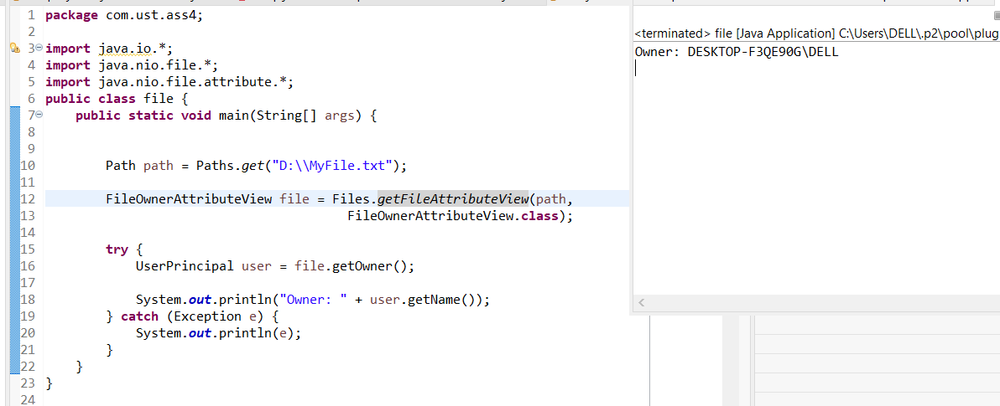 1 package com.ust.ass4;
2
3 import java.io.*;
4 import java.nio.file.*;
5 import java.nio.file.attribute.*;
6 public class file {
7     public static void main(String[] args) {
8
9
10         Path path = Paths.get("D:\\MyFile.txt");
11
12         FileOwnerAttributeView file = Files.getFileAttributeView(path,
13                                         FileOwnerAttributeView.class);
14
15         try {
16             UserPrincipal user = file.getOwner();
17
18             System.out.println("Owner: " + user.getName());
19         } catch (Exception e) {
20             System.out.println(e);
21         }
22     }
23 }
24
<terminated> file [Java Application] C:\Users\DELL\.p2\pool\plug
Owner: DESKTOP-F3QE90G\DELL